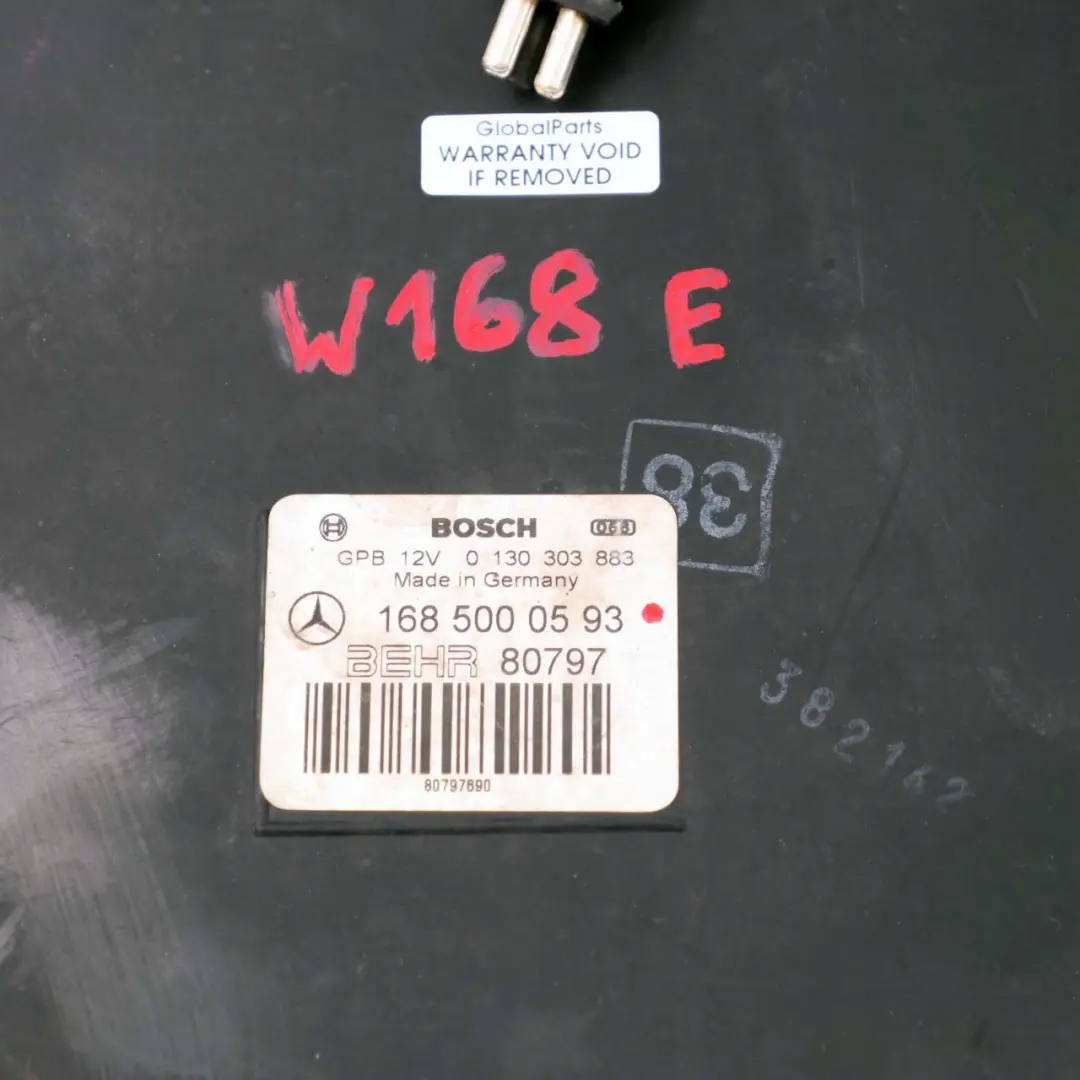 GlobalParts
WARRANTY VOID
IF REMOVED
W168 E
38
BOSCH 066
GPB 12V 0 130 303 883
Made in Germany
168 500 05 93
BEHR 80797
80797690
382162